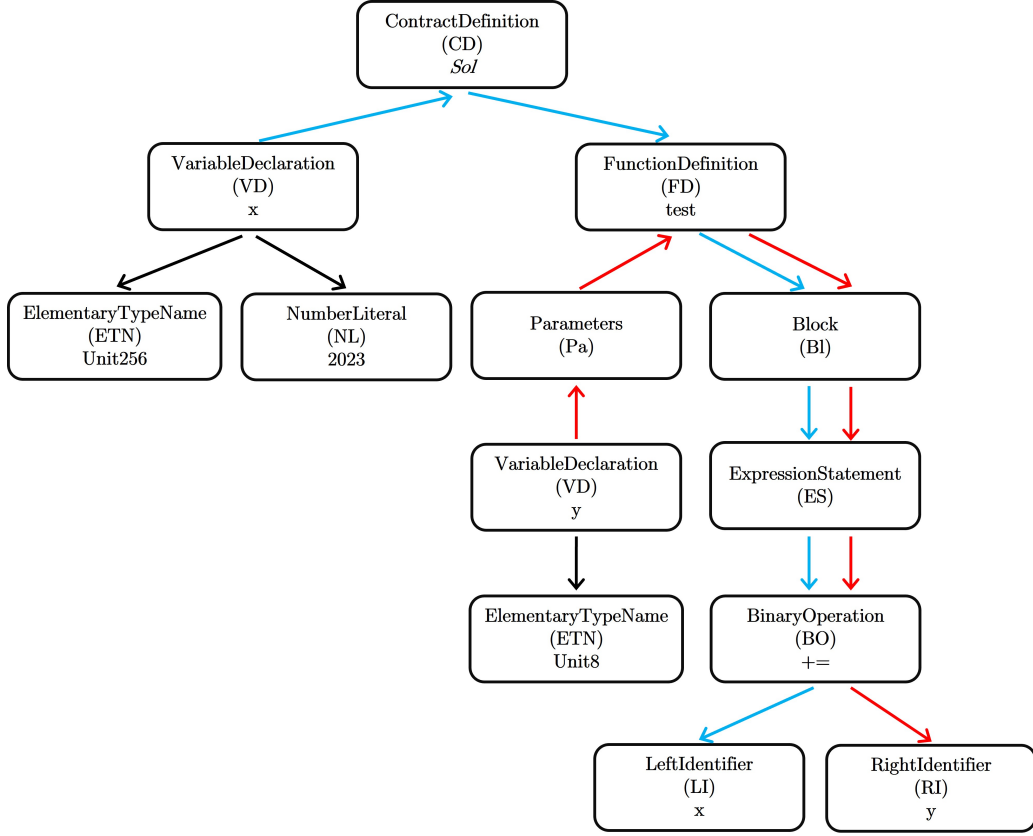 ContractDefinition
(CD)
Sol
VariableDeclaration
(VD)
x
FunctionDefinition
(FD)
test
ElementaryTypeName
(ETN)
Unit256
NumberLiteral
(NL)
2023
Parameters
(Pa)
Block
(Bl)
VariableDeclaration
(VD)
y
ExpressionStatement
(ES)
ElementaryTypeName
(ETN)
Unit8
BinaryOperation
(BO)
+=
LeftIdentifier
(LI)
x
RightIdentifier
(RI)
y